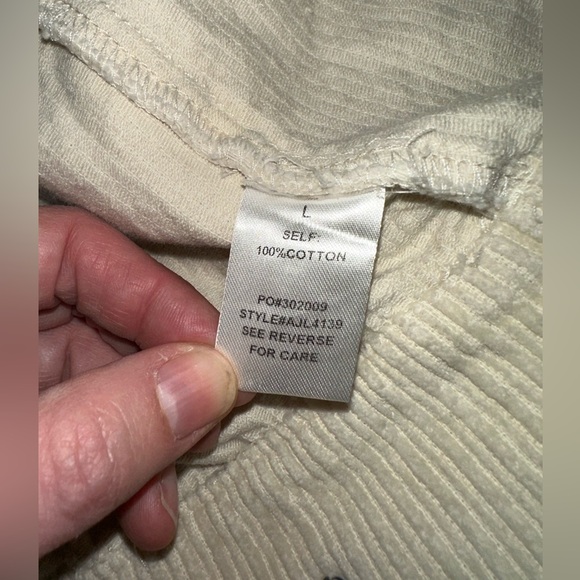 L
SELF:
100%COTTON
PO#302009
STYLE#AJL4139
SEE REVERSE
FOR CARE